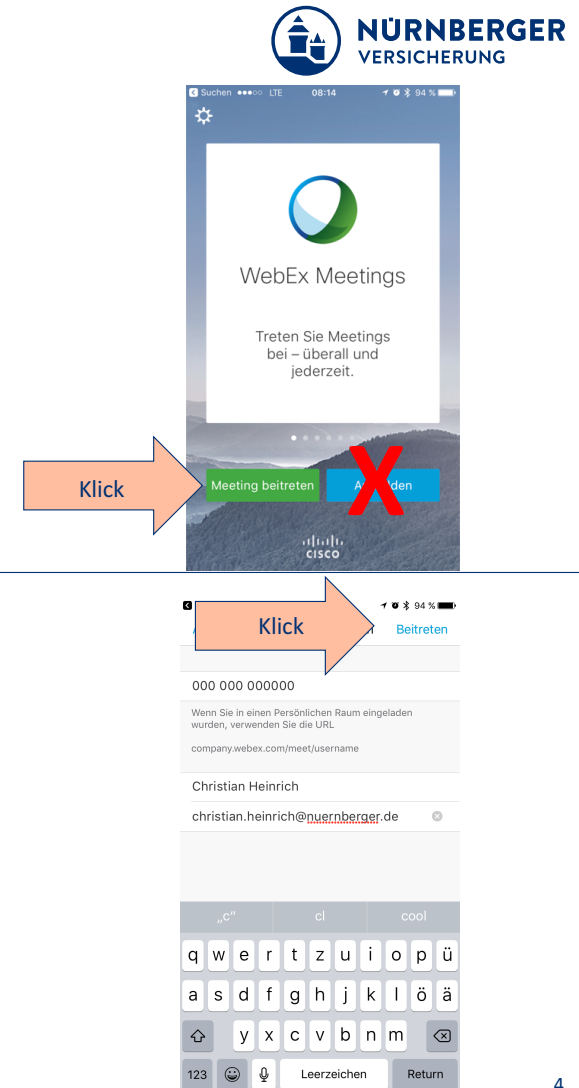 NÜRNBERGER
VERSICHERUNG
Suchen LTE 08:14 94 %
WebEx Meetings
Treten Sie Meetings
bei – überall und
jederzeit.
Klick
Meeting beitreten
X
CISCO
94 %
Klick
Beitreten
000 000 000000
Wenn Sie in einen Persönlichen Raum eingeladen
wurden, verwenden Sie die URL
company.webex.com/meet/username
Christian Heinrich
christian.heinrich@nuernberger.de
„c“ cl cool
q w e r t z u i o p ü
a s d f g h j k l ö ä
y x c v b n m
123 Leerzeichen Return
4